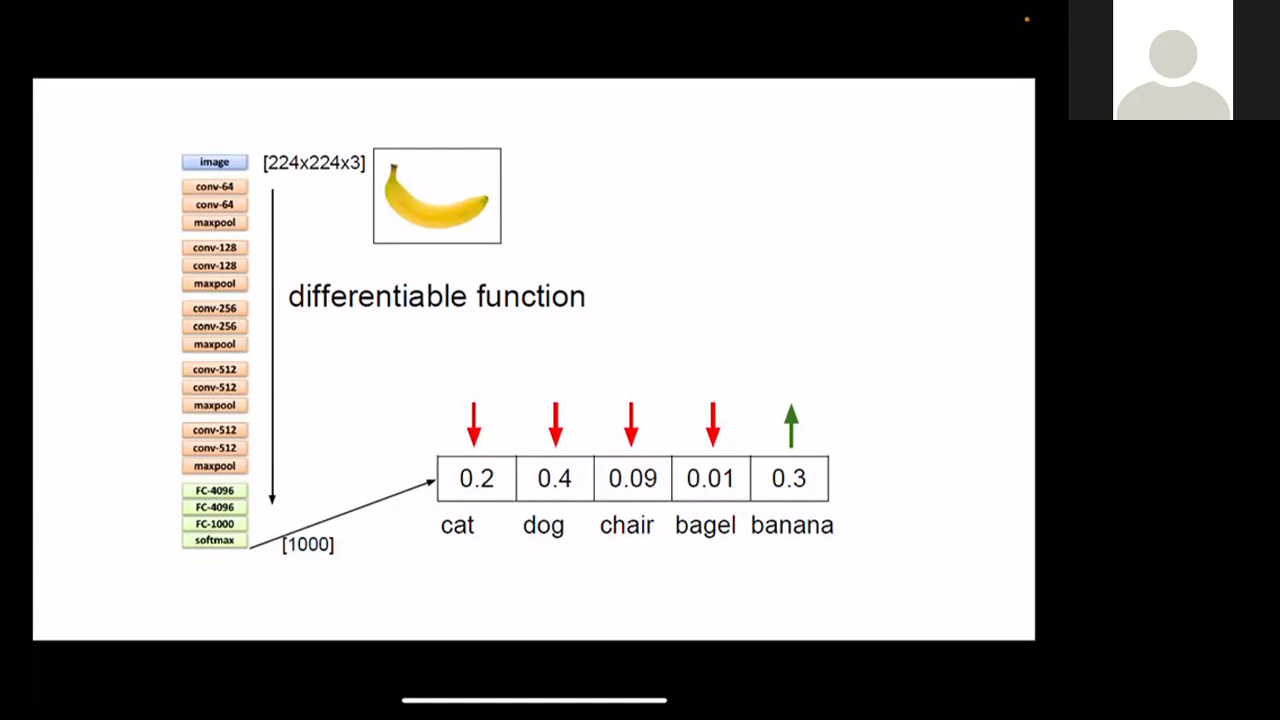 image
[224x224x3]
conv-64
conv-64
maxpool
conv-128
conv-128
maxpool
differentiable function
conv-256
conv-256
maxpool
conv-512
conv-512
maxpool
conv-512
conv-512
maxpool
FC-4096
FC-4096
FC-1000
softmax
[1000]
0.2 0.4 0.09 0.01 0.3
cat dog chair bagel banana